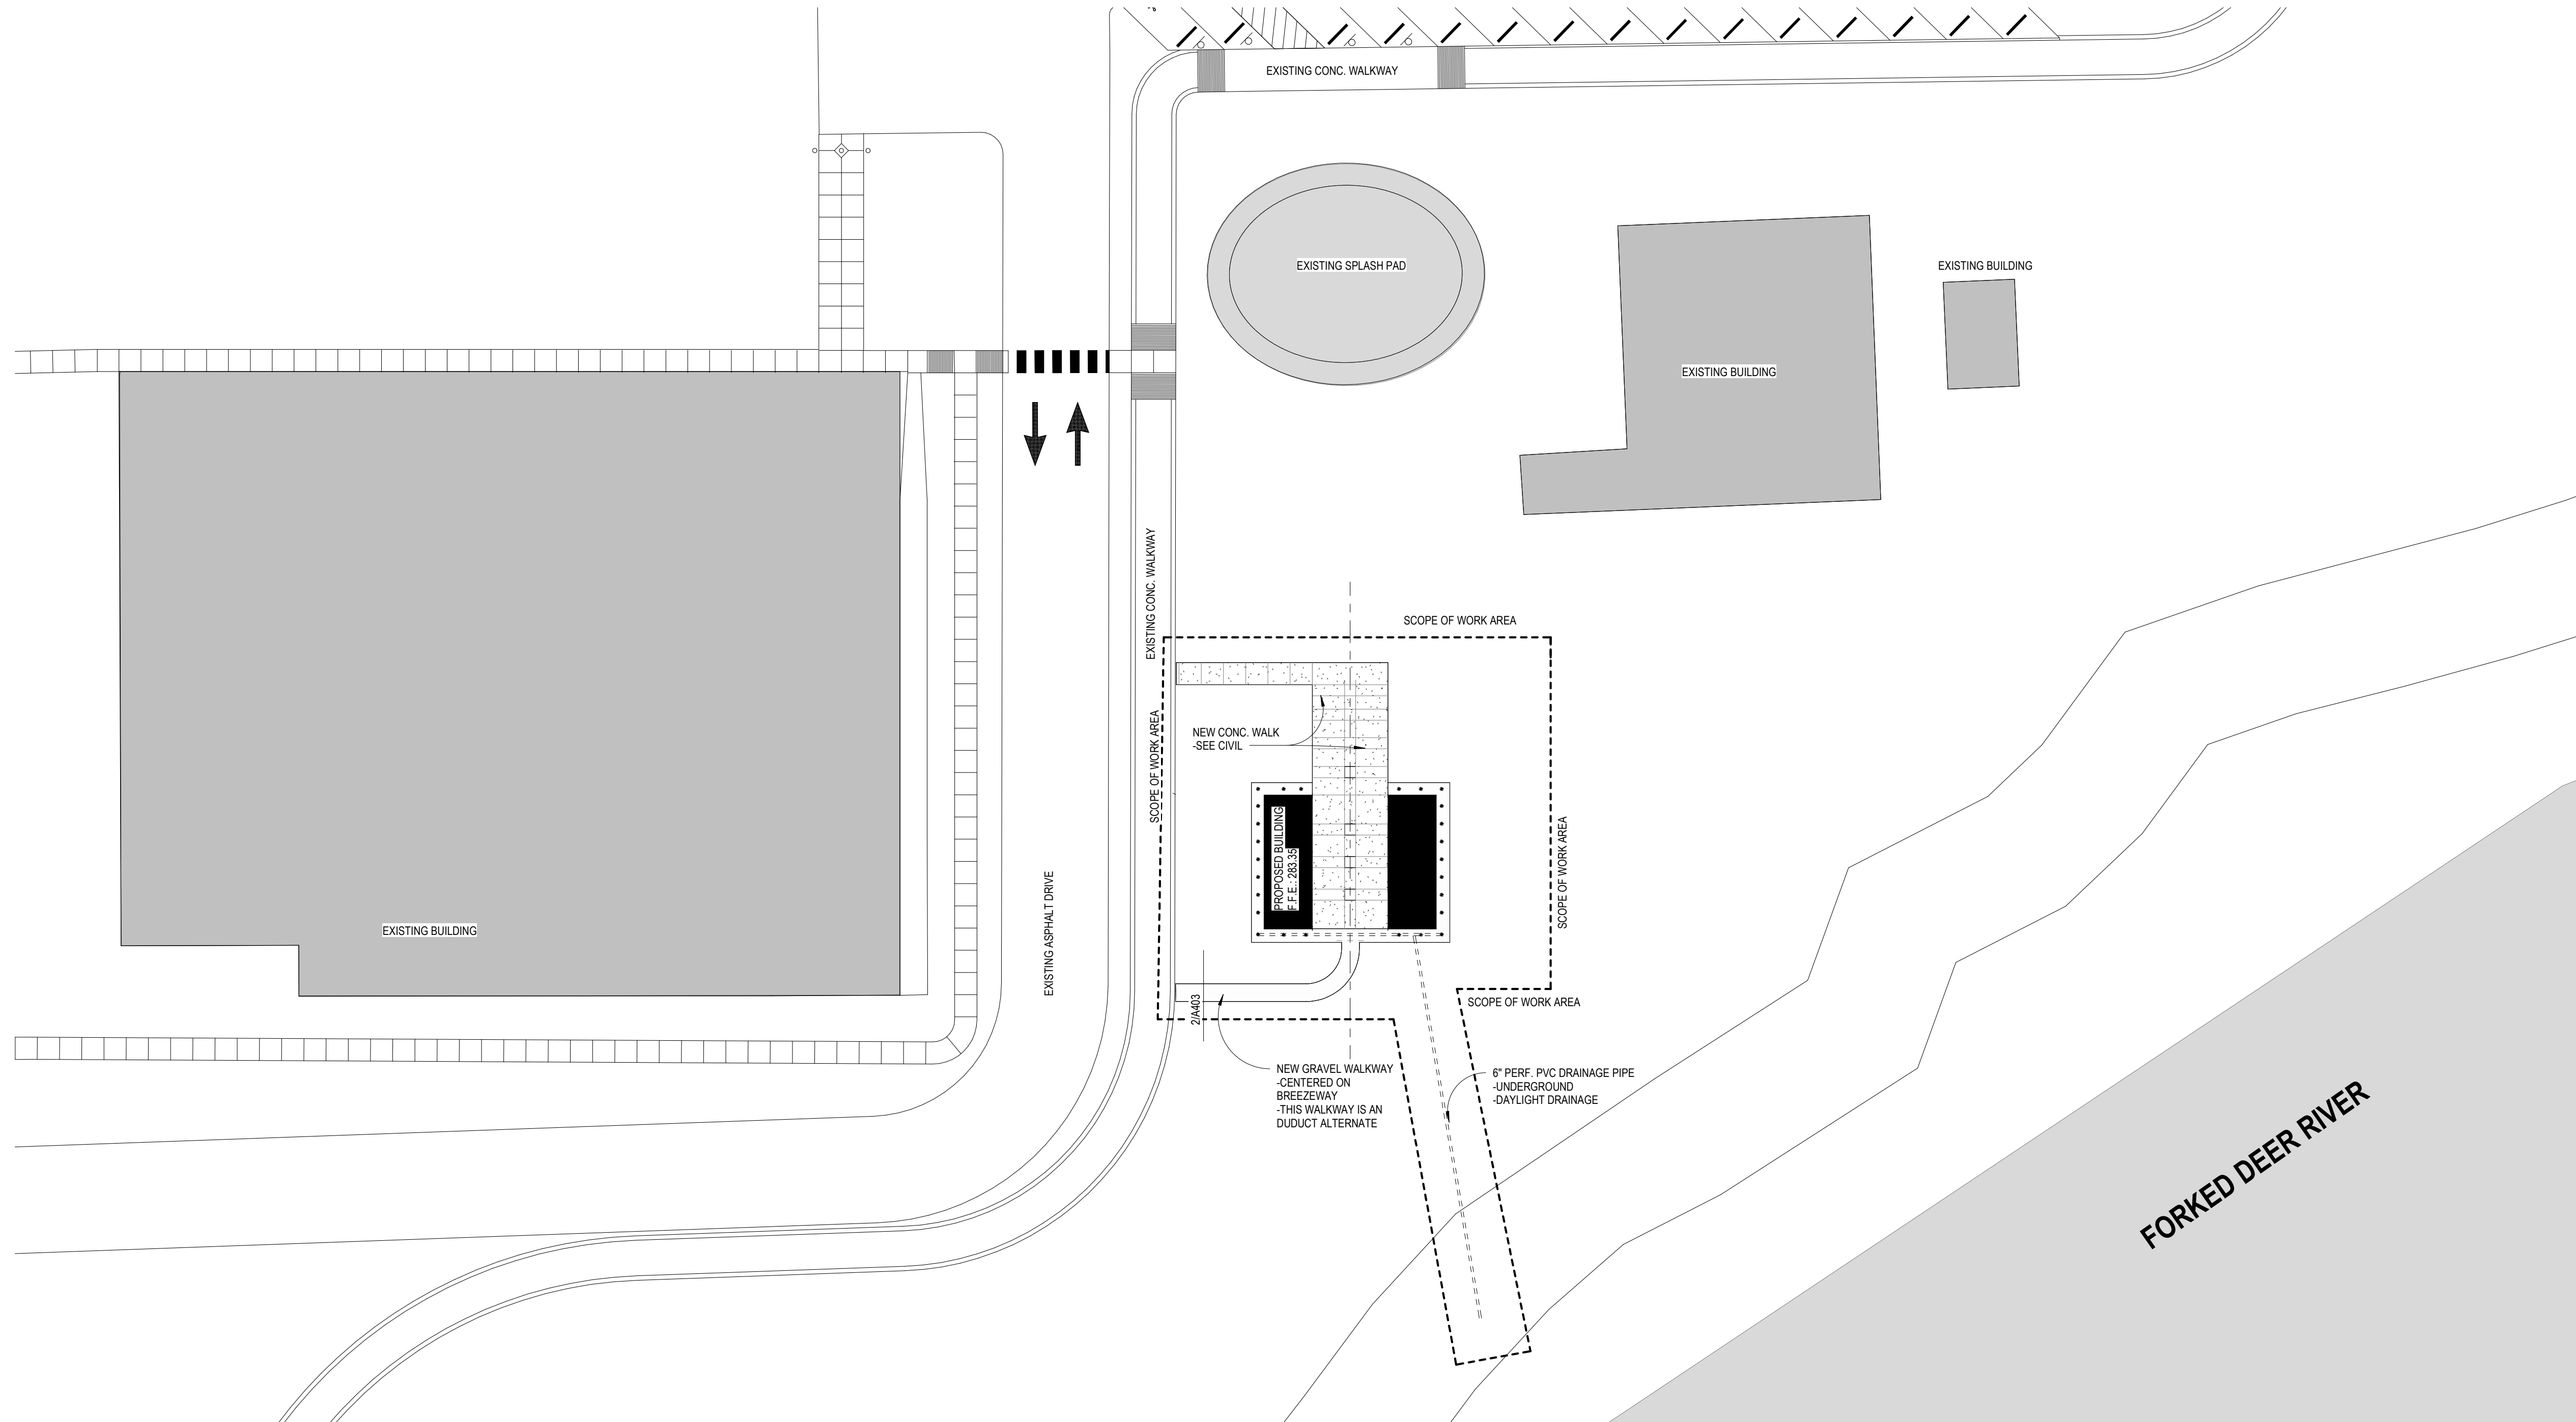 EXISTING CONC. WALKWAY
EXISTING SPLASH PAD
EXISTING BUILDING
EXISTING BUILDING
EXISTING CONC. WALKWAY
SCOPE OF WORK AREA
SCOPE OF WORK AREA
NEW CONC. WALK
-SEE CIVIL
PROPOSED BUILDING
F.F.E.: 283.35
SCOPE OF WORK AREA
EXISTING BUILDING
EXISTING ASPHALT DRIVE
2/A403
SCOPE OF WORK AREA
NEW GRAVEL WALKWAY
-CENTERED ON
BREEZEWAY
-THIS WALKWAY IS AN
DUDUCT ALTERNATE
6" PERF. PVC DRAINAGE PIPE
-UNDERGROUND
-DAYLIGHT DRAINAGE
FORKED DEER RIVER